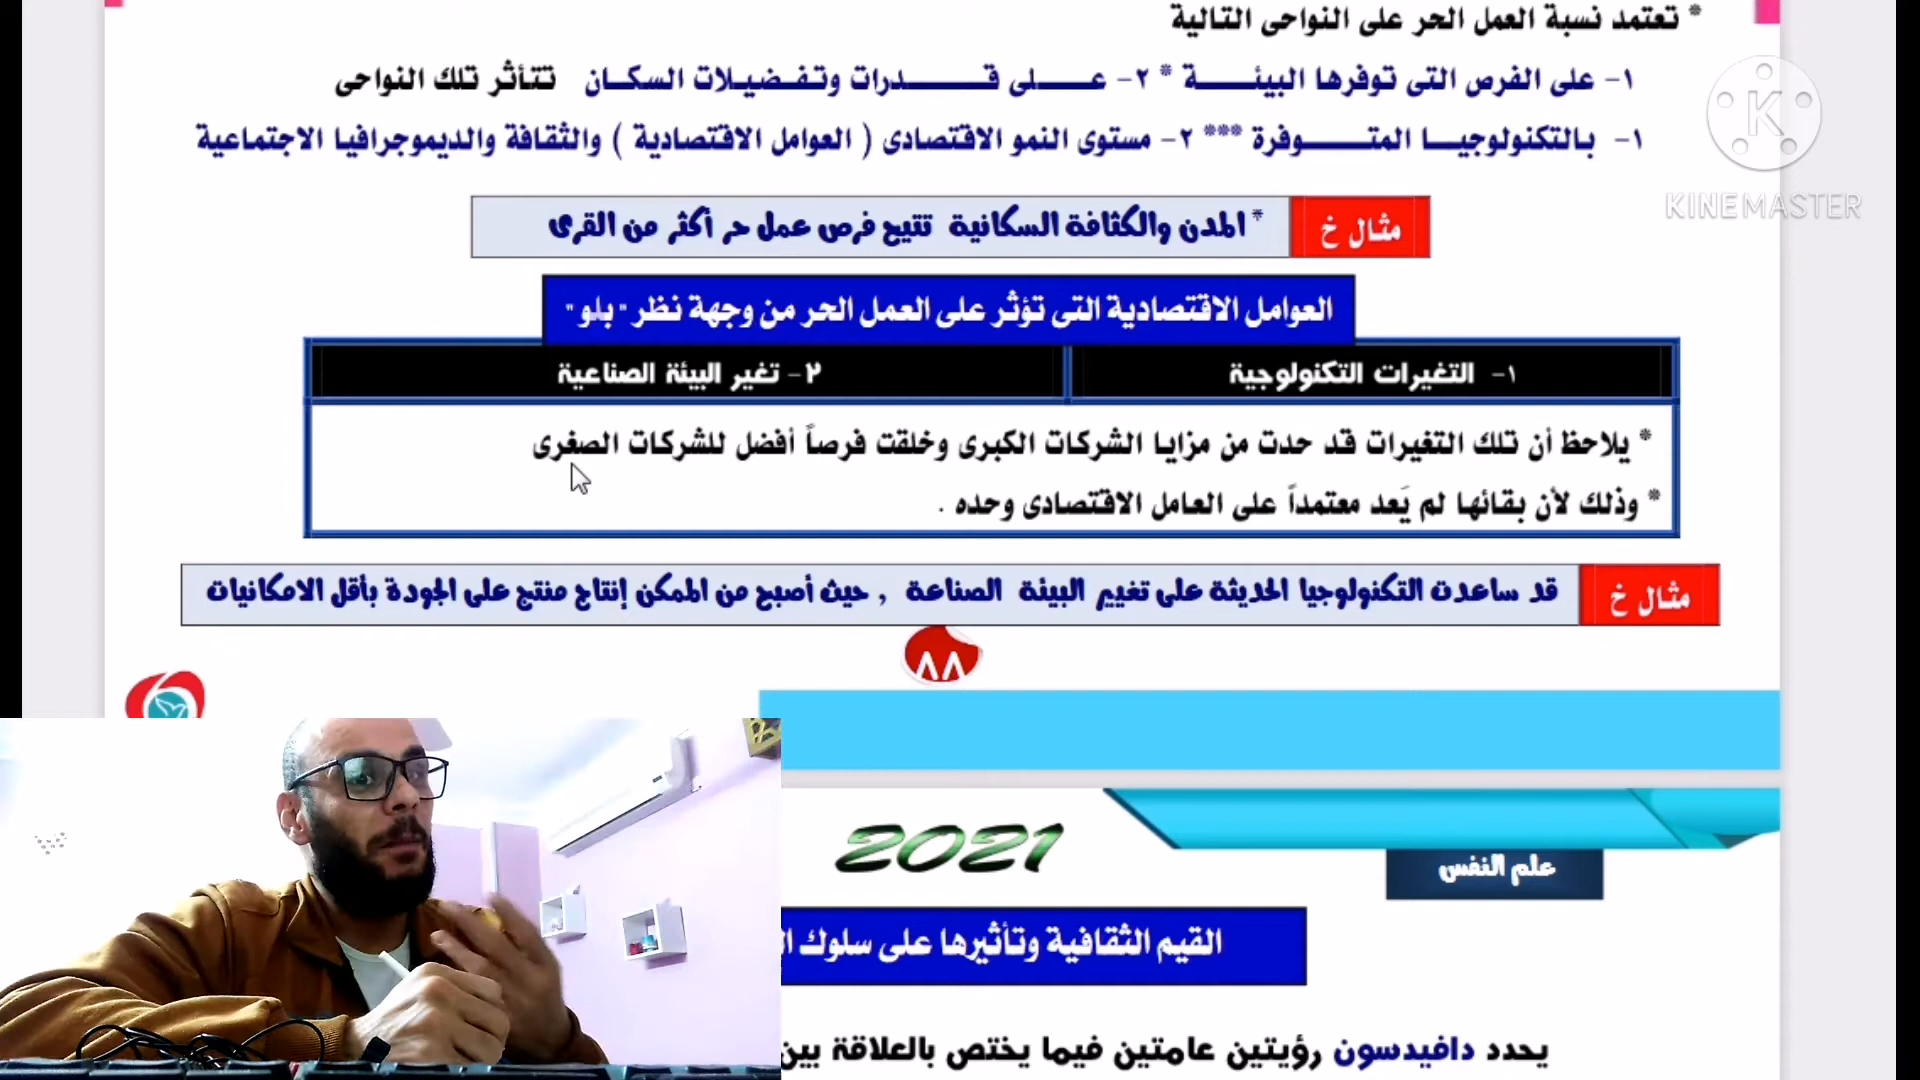 * تعتمد نسبة العمل الحر على النواحى التالية
١- على الفرص التى توفرها البيئة * ٢- على قدرات وتفضيلات السكان تتأثر تلك النواحى
١- بالتكنولوجيا المتوفرة *** ٢- مستوى النمو الاقتصادى ( العوامل الاقتصادية ) والثقافة والديموجرافيا الاجتماعية
KINEMASTER
مثال خ
* المدن والكثافة السكانية تتيح فرص عمل حر أكثر من القرى
العوامل الاقتصادية التى تؤثر على العمل الحر من وجهة نظر " بلو "
١- التغيرات التكنولوجية
٢- تغير البيئة الصناعية
* يلاحظ أن تلك التغيرات قد حدت من مزايا الشركات الكبرى وخلقت فرصاً أفضل للشركات الصغرى
* وذلك لأن بقائها لم يَعد معتمداً على العامل الاقتصادى وحده .
مثال خ
قد ساعدت التكنولوجيا الحديثة على تغيير البيئة الصناعة , حيث أصبح من الممكن إنتاج منتج على الجودة بأقل الامكانيات
٨٨
2021
علم النفس
القيم الثقافية وتأثيرها على سلوك
يحدد دافيدسون رؤيتين عامتين فيما يختص بالعلاقة بين